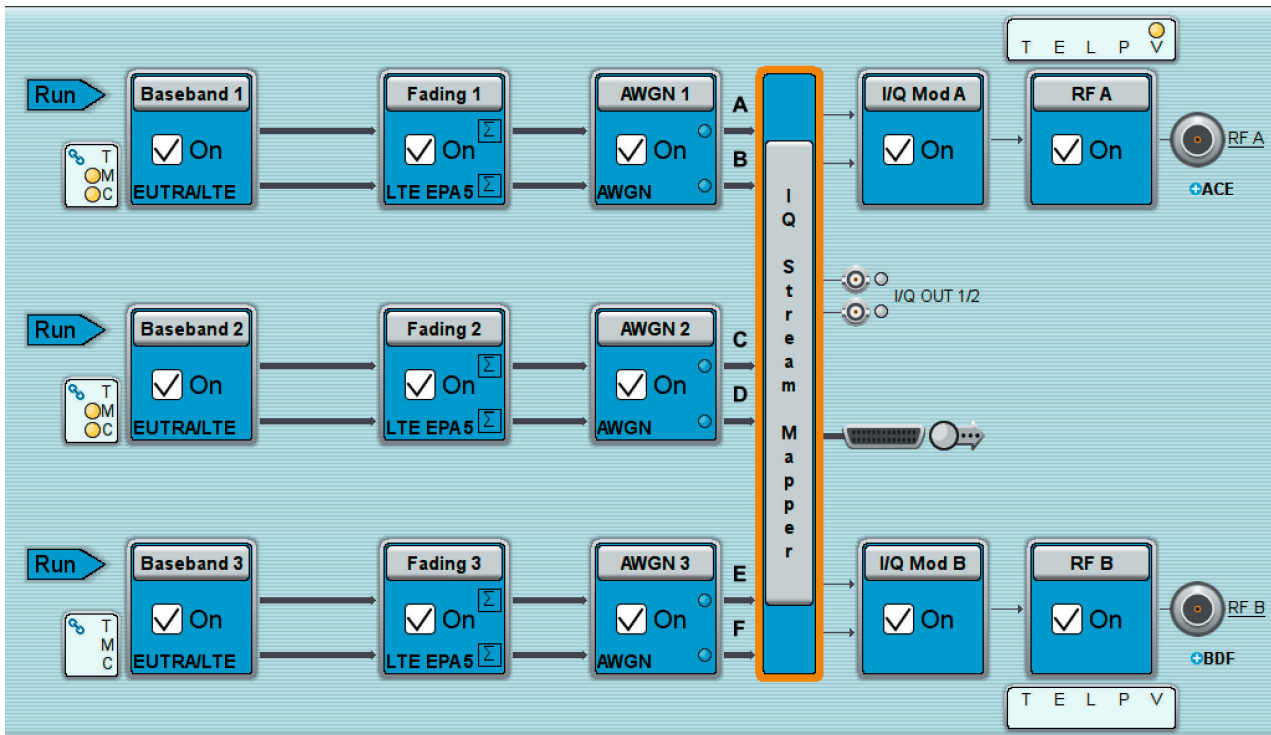 T E L P V
Run
Baseband 1
Fading 1
AWGN 1
A
I/Q Mod A
RF A
T
M
C
On
EUTRA/LTE
On
Σ
Σ
LTE EPA 5
On
AWGN
B
On
On
RF A
ACE
I/Q Stream Mapper
I/Q OUT 1/2
Run
Baseband 2
Fading 2
AWGN 2
C
T
M
C
On
EUTRA/LTE
On
Σ
Σ
LTE EPA 5
On
AWGN
D
Run
Baseband 3
Fading 3
AWGN 3
E
I/Q Mod B
RF B
T
M
C
On
EUTRA/LTE
On
Σ
Σ
LTE EPA 5
On
AWGN
F
On
On
RF B
BDF
T E L P V